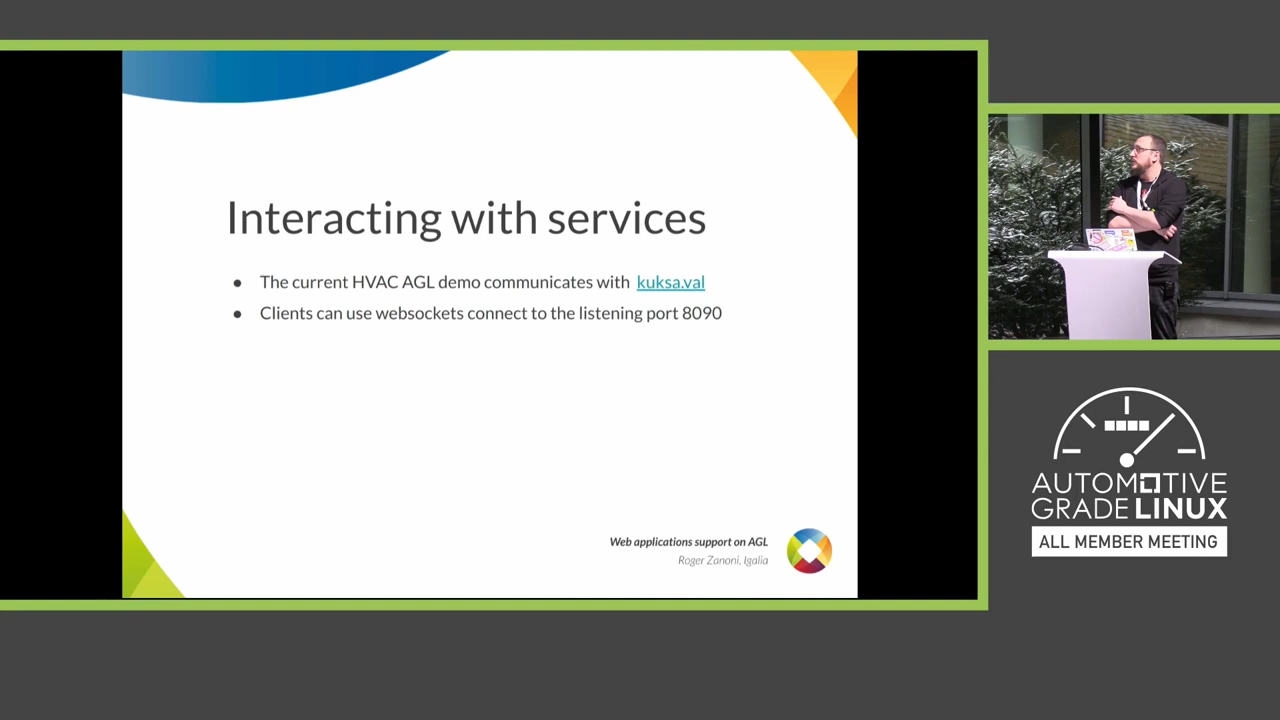 Interacting with services
● The current HVAC AGL demo communicates with kuksa.val
● Clients can use websockets connect to the listening port 8090
Web applications support on AGL
Roger Zanoni, Igalia
AUTOMOTIVE
GRADE LINUX
ALL MEMBER MEETING